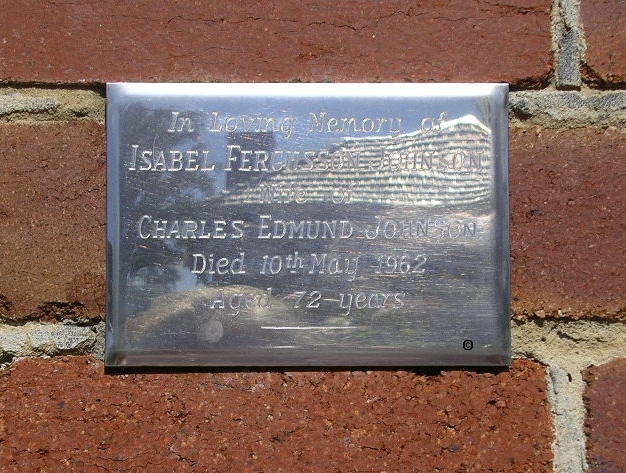 In Loving Memory of
ISABEL FERGUSSON JOHNSON
Wife of
CHARLES EDMUND JOHNSON
Died 10th May 1962
Aged 72 years
©